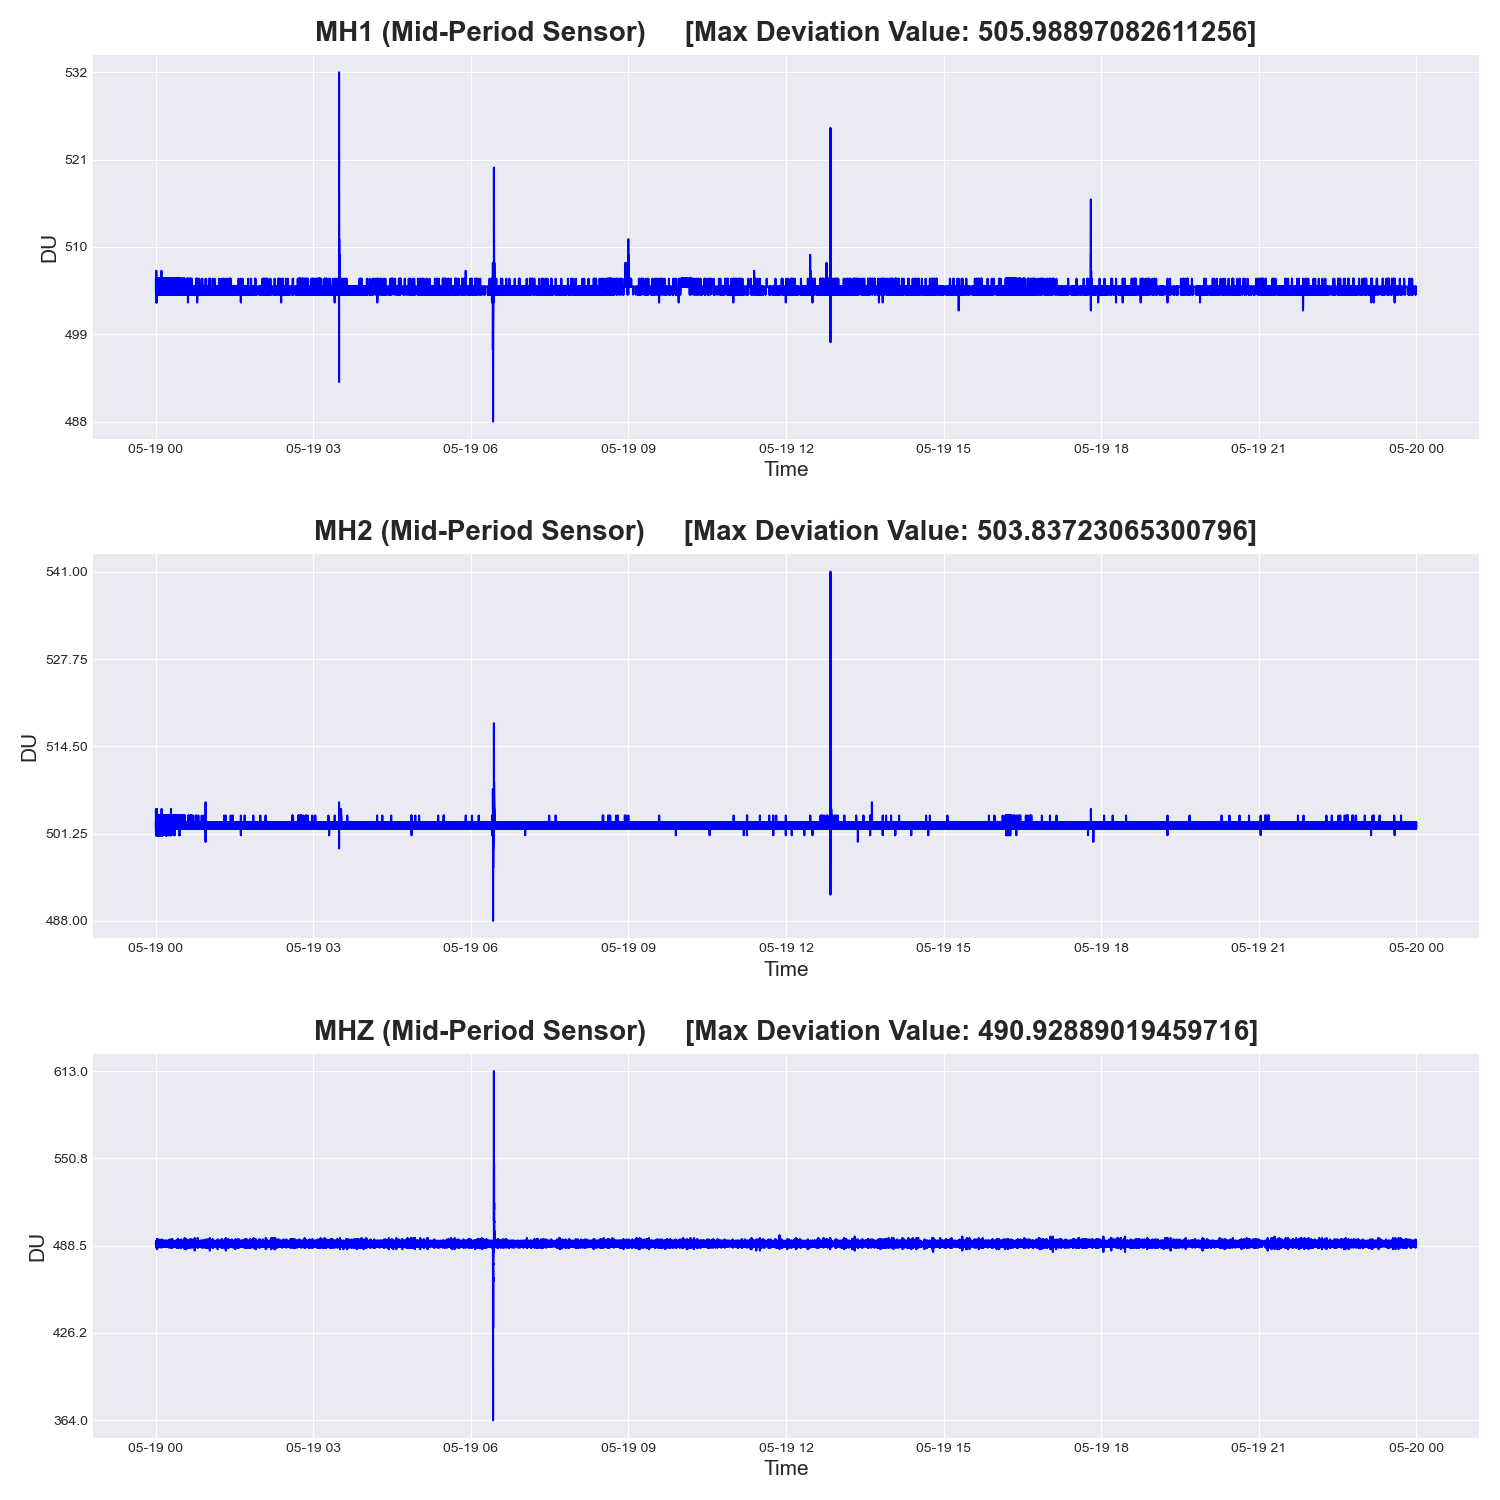 MH1 (Mid-Period Sensor) [Max Deviation Value: 505.98897082611256]
532
521
510
499
488
DU
05-19 00 05-19 03 05-19 06 05-19 09 05-19 12 05-19 15 05-19 18 05-19 21 05-20 00
Time
MH2 (Mid-Period Sensor) [Max Deviation Value: 503.83723065300796]
541.00
527.75
514.50
501.25
488.00
DU
05-19 00 05-19 03 05-19 06 05-19 09 05-19 12 05-19 15 05-19 18 05-19 21 05-20 00
Time
MHZ (Mid-Period Sensor) [Max Deviation Value: 490.92889019459716]
613.0
550.8
488.5
426.2
364.0
DU
05-19 00 05-19 03 05-19 06 05-19 09 05-19 12 05-19 15 05-19 18 05-19 21 05-20 00
Time